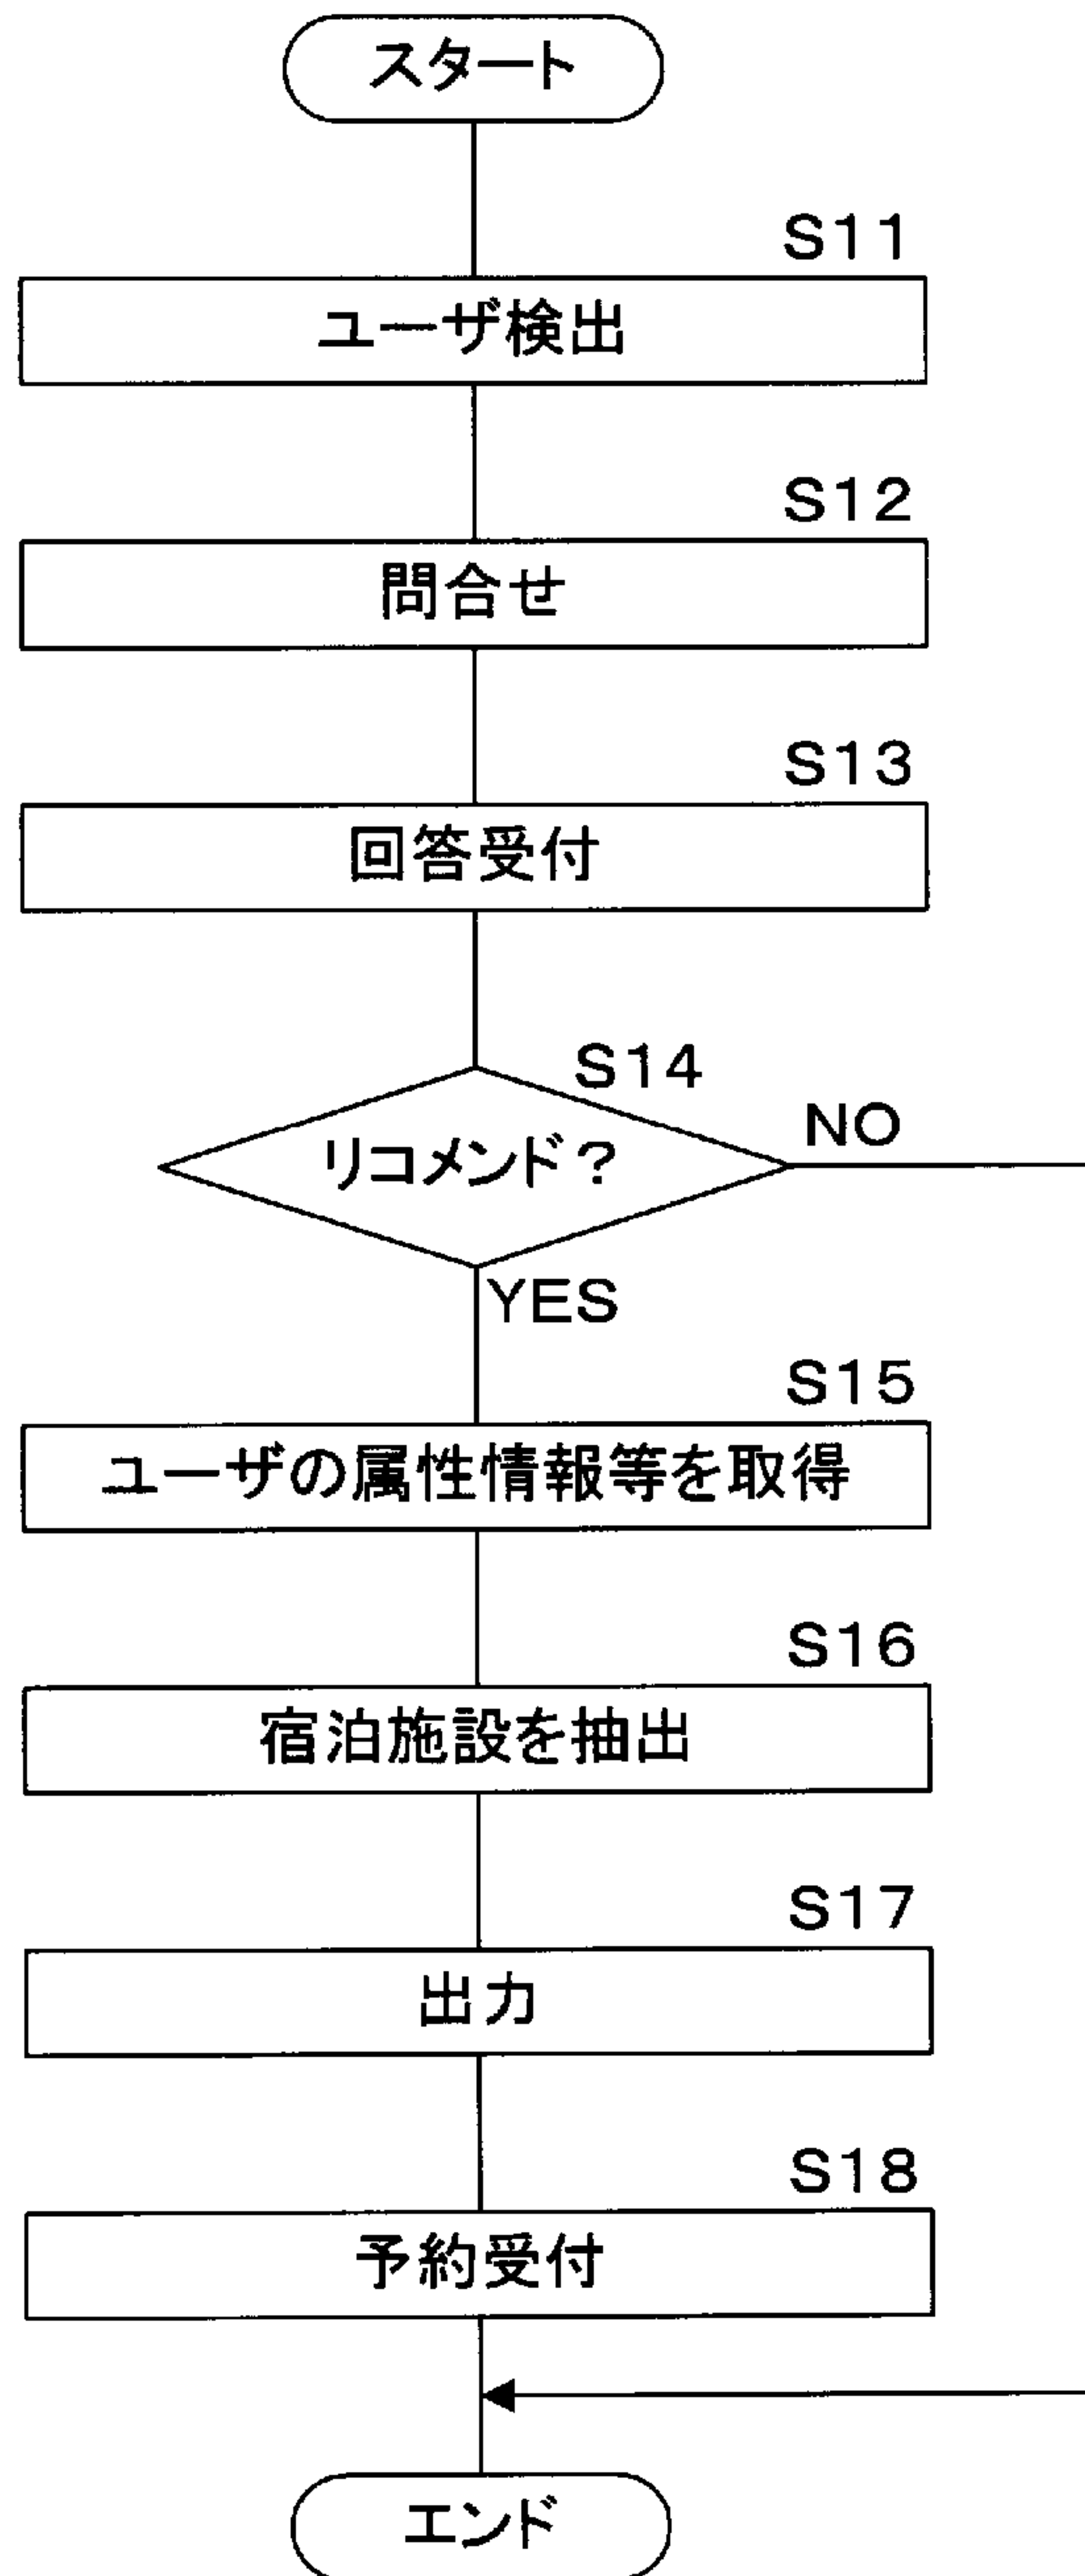 スタート
S11
ユーザ検出
S12
問合せ
S13
回答受付
S14
リコメンド?
NO
YES
S15
ユーザの属性情報等を取得
S16
宿泊施設を抽出
S17
出力
S18
予約受付
エンド